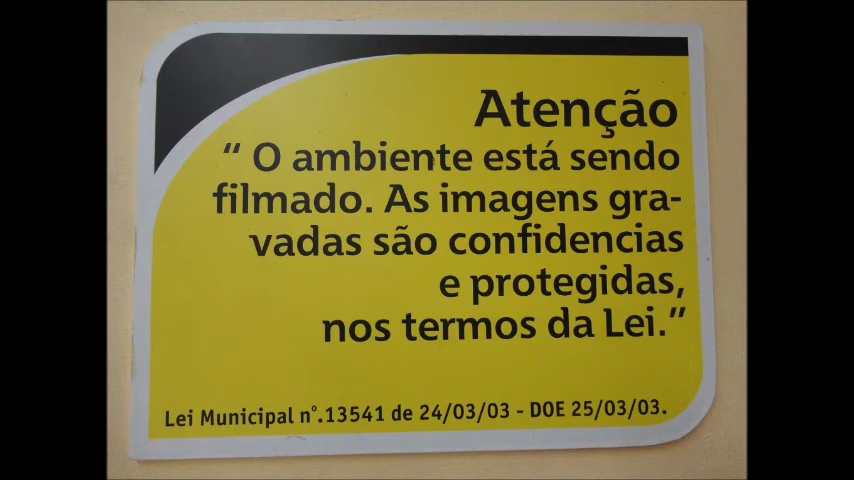 Atenção
“ O ambiente está sendo
filmado. As imagens gra-
vadas são confidencias
e protegidas,
nos termos da Lei.”
Lei Municipal nº.13541 de 24/03/03 - DOE 25/03/03.